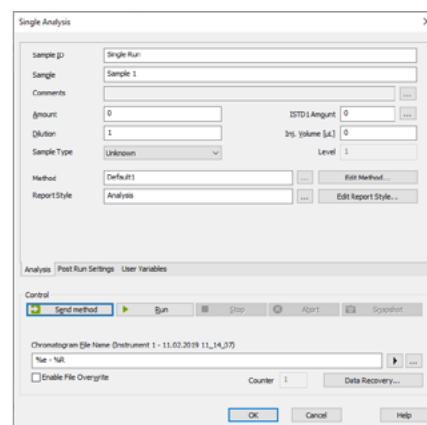 Single Analysis
Sample ID Single Run
Sample Sample 1
Comments ...
Amount 0 ISTD1 Amount 0 ...
Dilution 1 Inj. Volume [µL] 0
Sample Type Unknown Level 1
Method Default1 ... Edit Method...
Report Style Analysis ... Edit Report Style...
Analysis Post Run Settings User Variables
Control
Send method Run Stop Abort Snapshot
Chromatogram File Name (Instrument 1 - 11.02.2019 11_14_37)
%e - %R ...
Enable File Overwrite Counter 1 Data Recovery...
OK Cancel Help